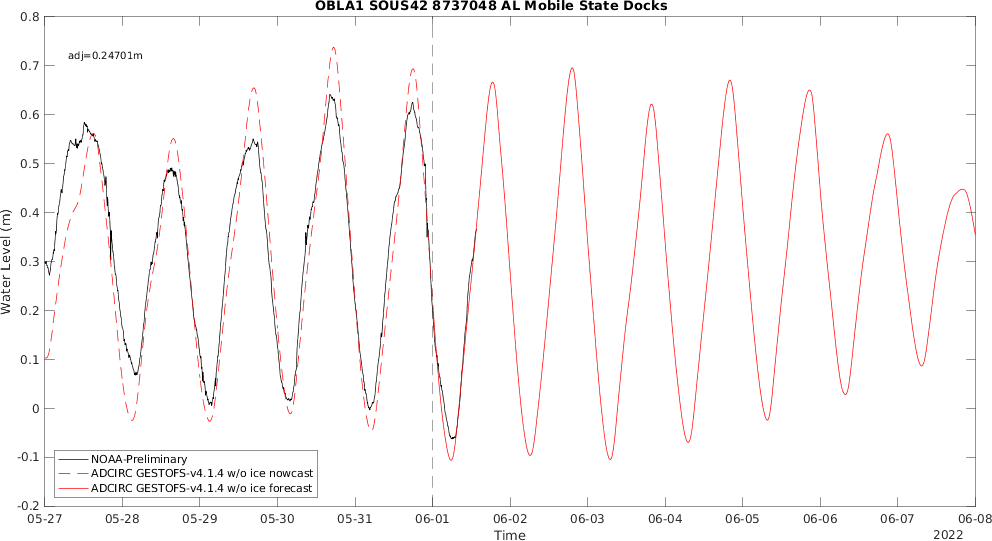 OBLA1 SOUS42 8737048 AL Mobile State Docks
0.8
adj=0.24701m
0.7
0.6
0.5
0.4
0.3
0.2
0.1
0
-0.1
-0.2
Water Level (m)
NOAA-Preliminary
ADCIRC GESTOFS-v4.1.4 w/o ice nowcast
ADCIRC GESTOFS-v4.1.4 w/o ice forecast
05-27 05-28 05-29 05-30 05-31 06-01 06-02 06-03 06-04 06-05 06-06 06-07 06-08
Time
2022